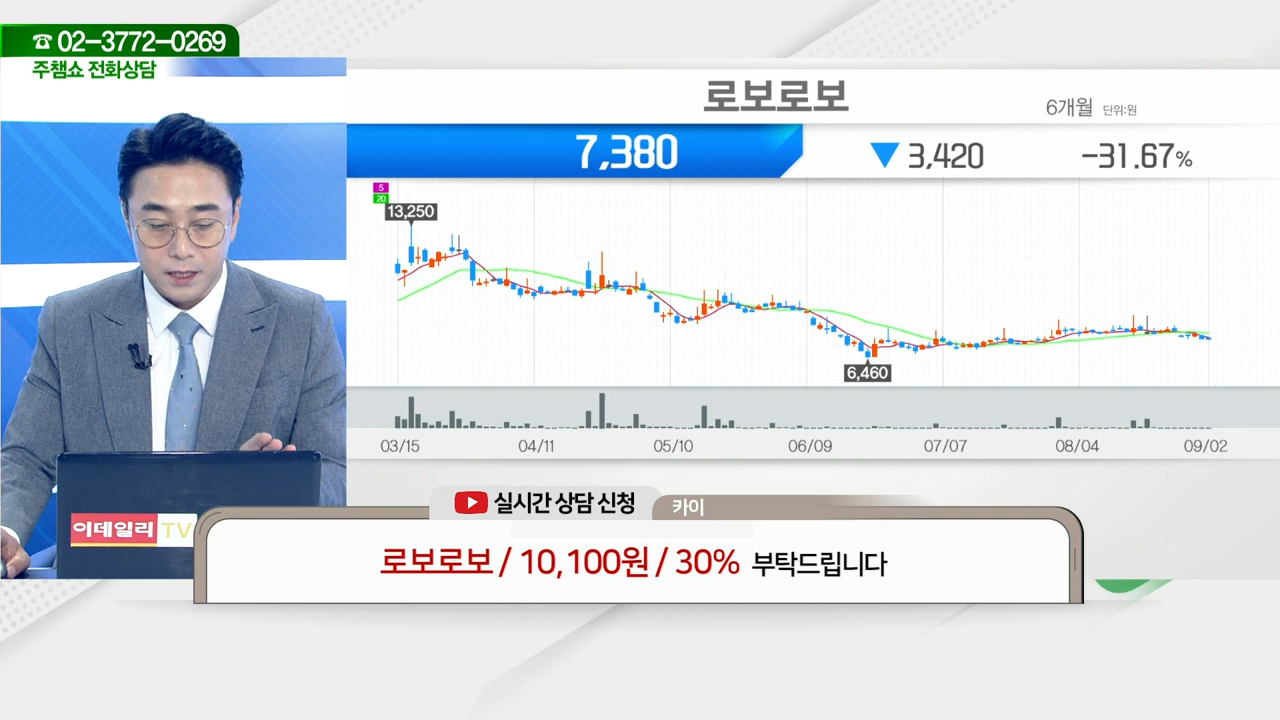 ☎ 02-3772-0269
주챔쇼 전화상담
로보로보
6개월 단위:원
7,380 ▼ 3,420 -31.67%
5
20
13,250
6,460
03/15 04/11 05/10 06/09 07/07 08/04 09/02
실시간 상담 신청 카이
이데일리 TV
로보로보 / 10,100원 / 30% 부탁드립니다